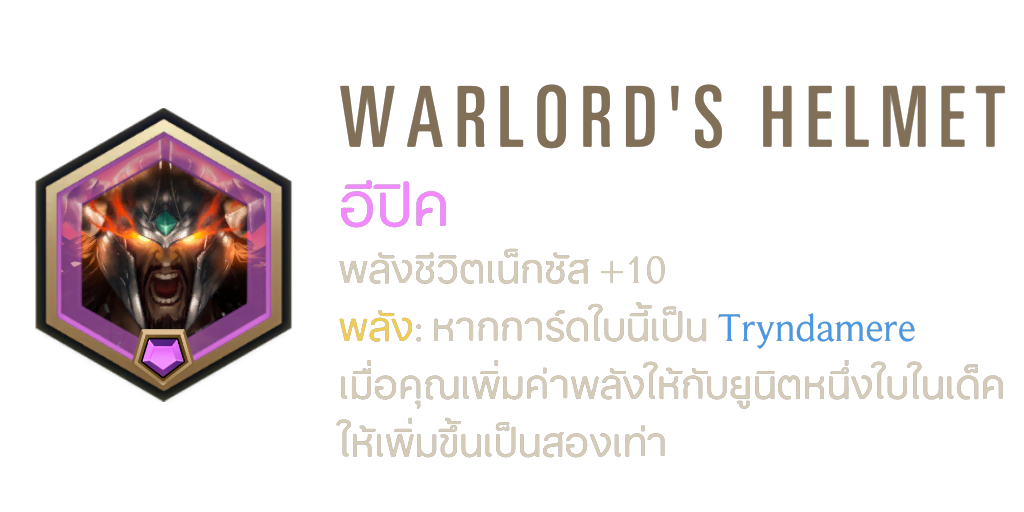 WARLORD'S HELMET
อีปิค
พลังชีวิตเน็กซัส +10
พลัง: หากการ์ดใบนี้เป็น Tryndamere
เมื่อคุณเพิ่มค่าพลังให้กับยูนิตหนึ่งใบในเด็ค
ให้เพิ่มขึ้นเป็นสองเท่า